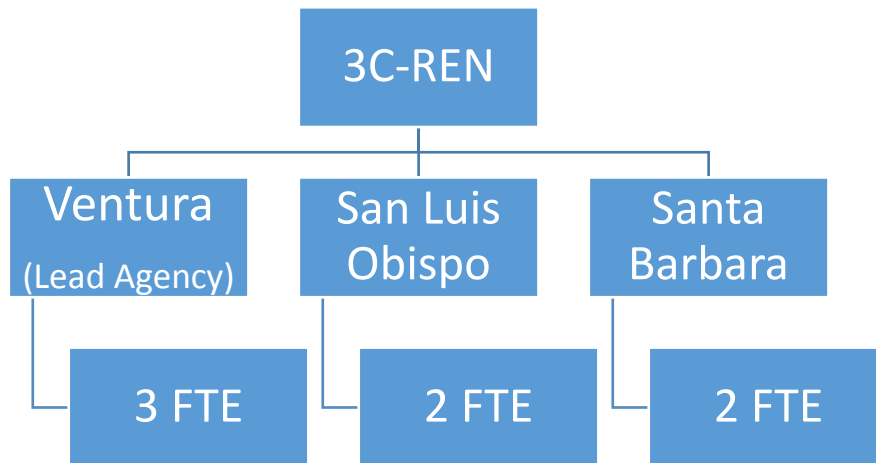 3C-REN
Ventura
(Lead Agency)
San Luis
Obispo
Santa
Barbara
3 FTE
2 FTE
2 FTE